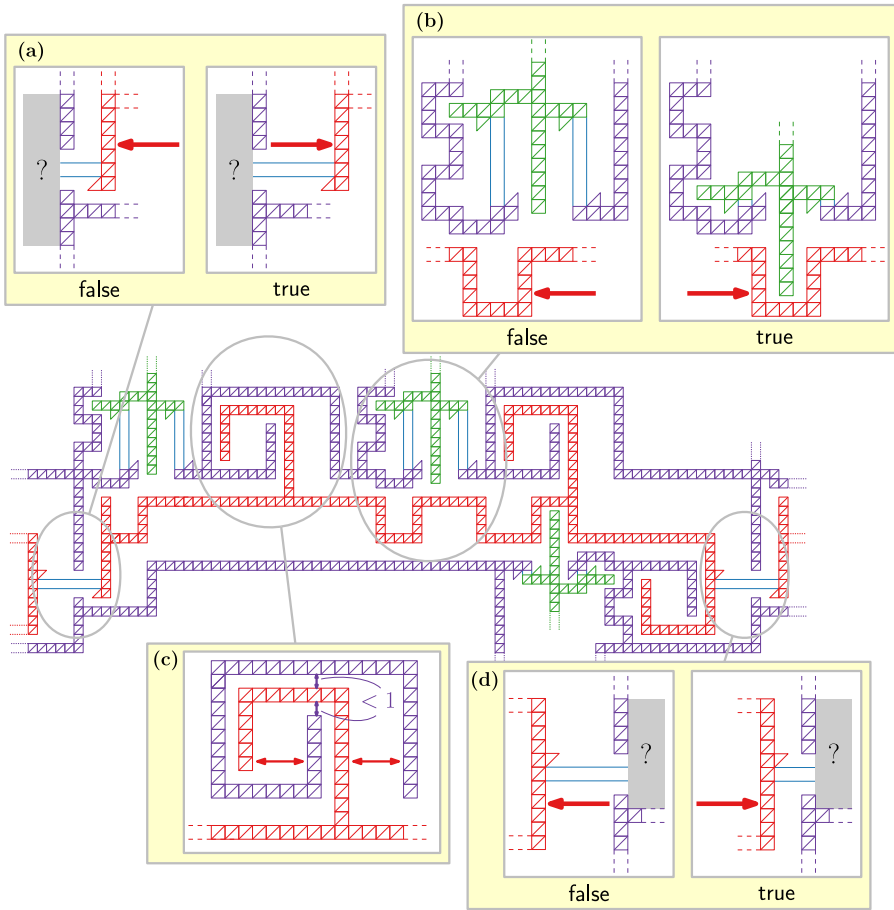 (a)
?
?
false
true
(b)
false
true
(c)
< 1
(d)
?
?
false
true